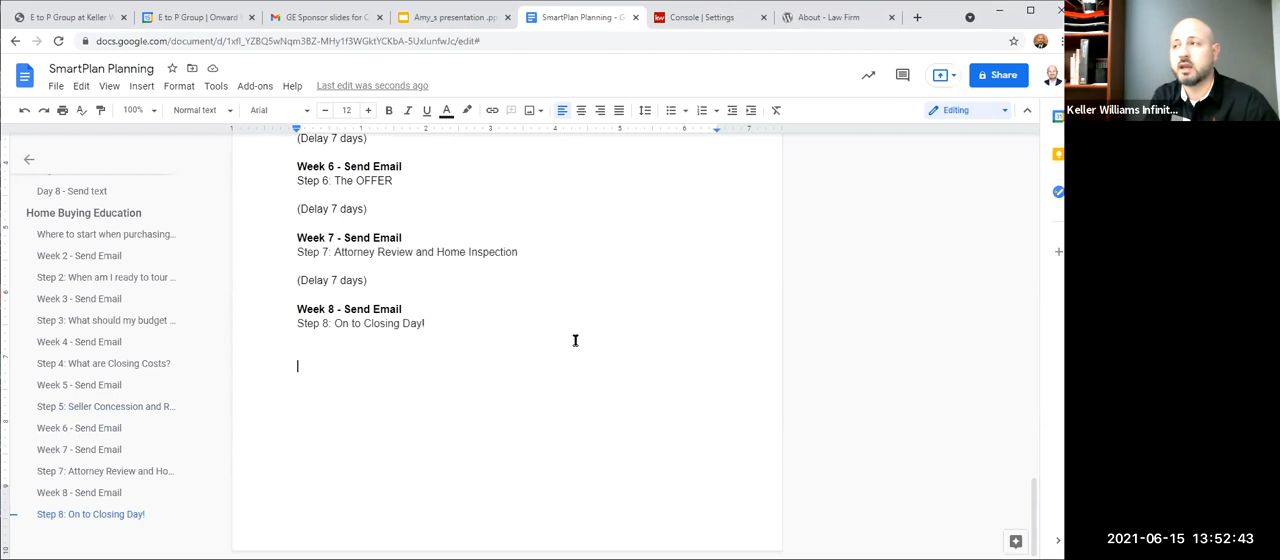 E to P Group at Keller W
E to P Group | Onward
GE Sponsor slides for C
Amy_s presentation .pp
SmartPlan Planning - G
Console | Settings
About - Law Firm
docs.google.com/document/d/1xfl_YZBQ5wNqm3BZ-MHy1f3WGktYCKbA-5UxIunfwJc/edit#
SmartPlan Planning
File Edit View Insert Format Tools Add-ons Help Last edit was seconds ago
Share
100% Normal text Arial 12 B I U A Editing
1 1 2 3 4 5 6 7
(Delay 7 days)
Week 6 - Send Email
Step 6: The OFFER
(Delay 7 days)
Week 7 - Send Email
Step 7: Attorney Review and Home Inspection
(Delay 7 days)
Week 8 - Send Email
Step 8: On to Closing Day!
Day 8 - Send text
Home Buying Education
Where to start when purchasing...
Week 2 - Send Email
Step 2: When am I ready to tour ...
Week 3 - Send Email
Step 3: What should my budget ...
Week 4 - Send Email
Step 4: What are Closing Costs?
Week 5 - Send Email
Step 5: Seller Concession and R...
Week 6 - Send Email
Week 7 - Send Email
Step 7: Attorney Review and Ho...
Week 8 - Send Email
Step 8: On to Closing Day!
Keller Williams Infinit...
2021-06-15 13:52:43